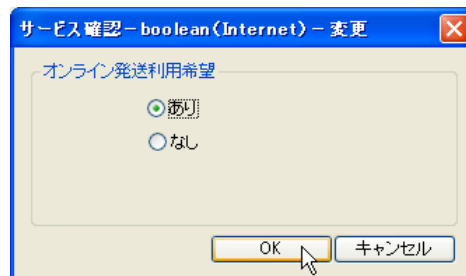 サービス確認－boolean(Internet)－変更
オンライン発送利用希望
あり
なし
OK
キャンセル